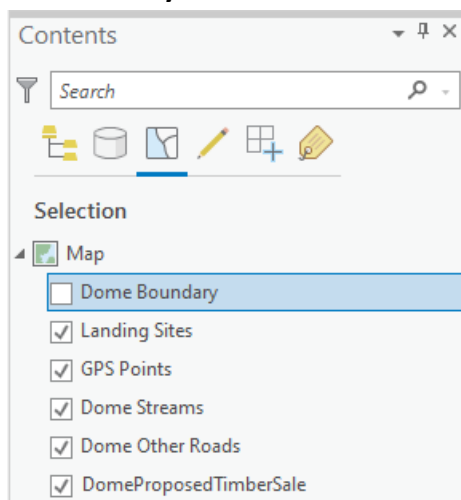 Contents
Search
Selection
Map
Dome Boundary
Landing Sites
GPS Points
Dome Streams
Dome Other Roads
DomeProposedTimberSale